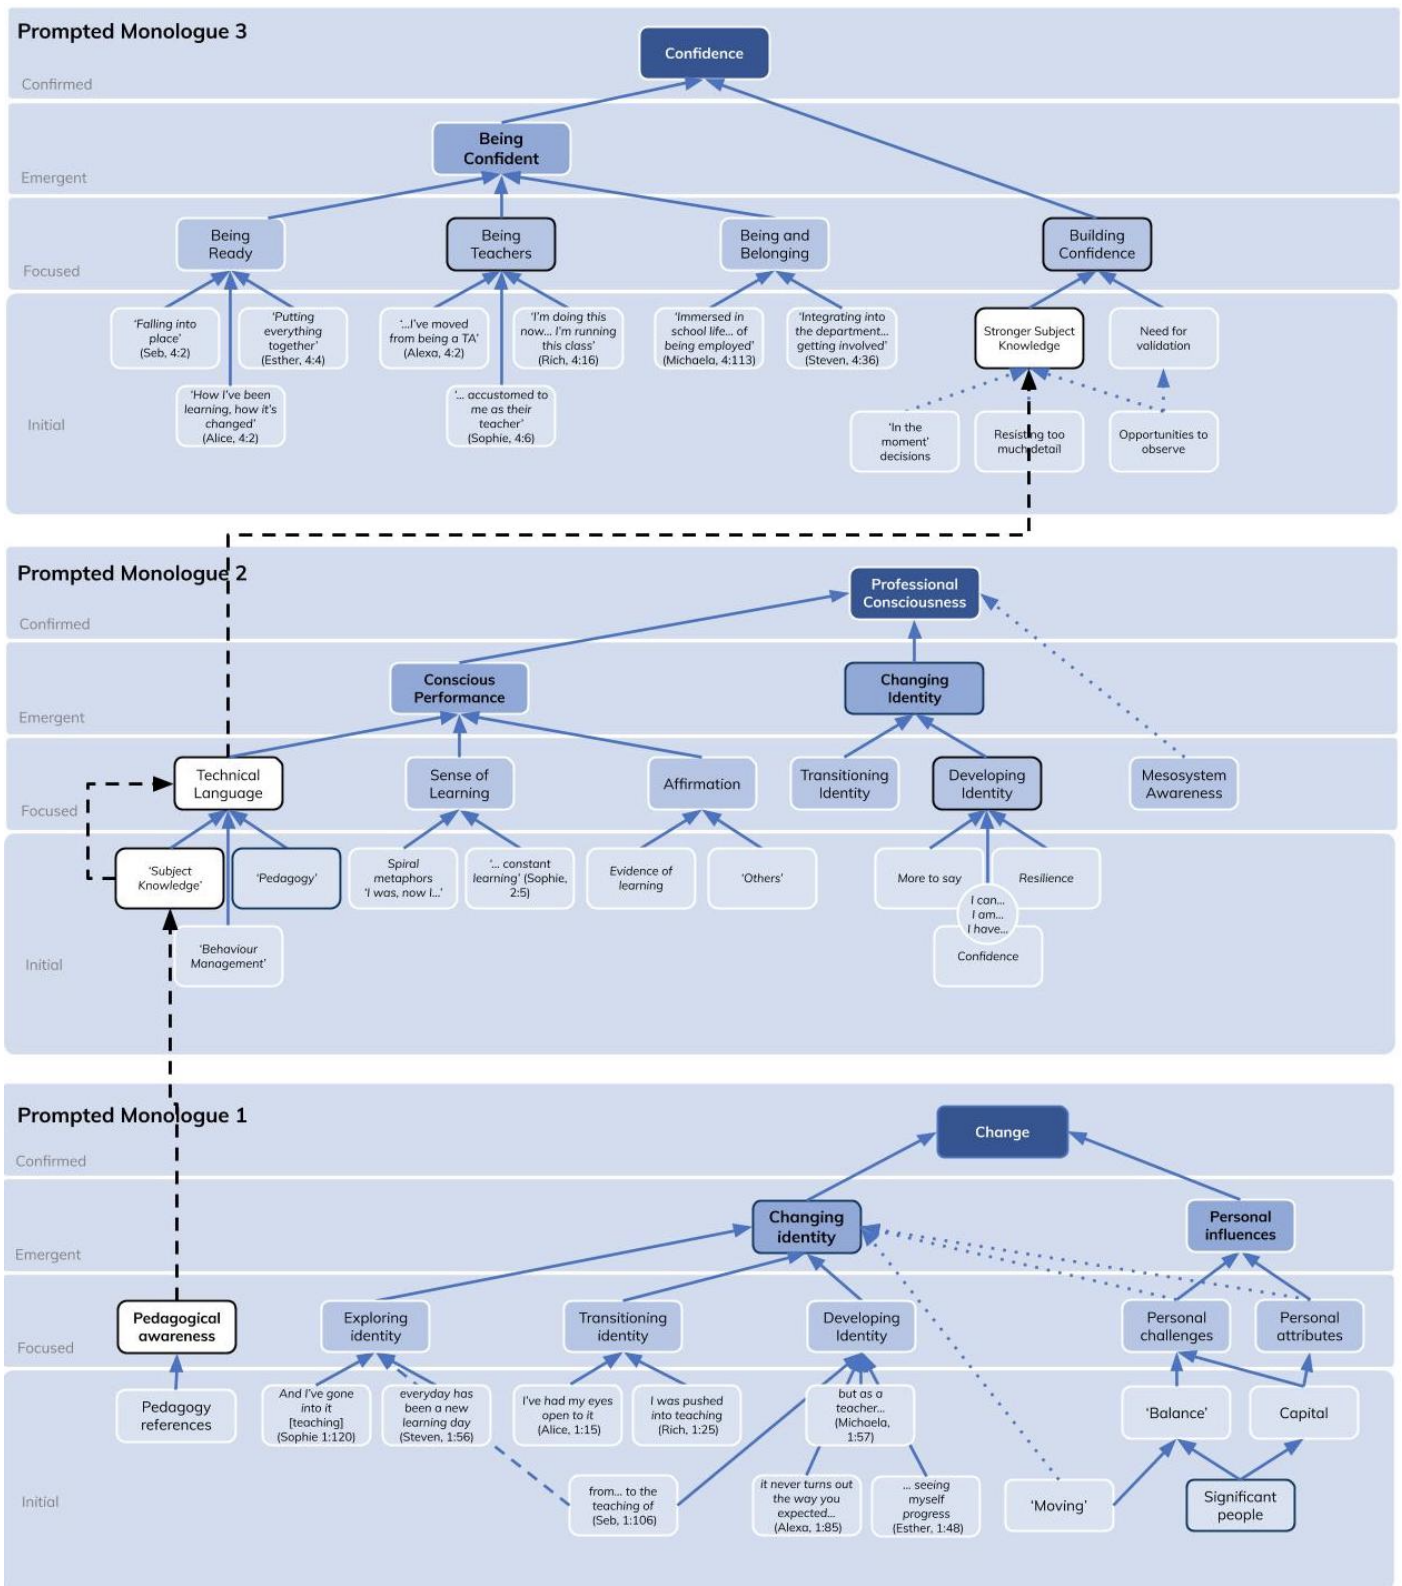 Prompted Monologue 3
Confidence
Confirmed
Being
Confident
Emergent
Being
Ready
Being
Teachers
Being and
Belonging
Building
Confidence
Focused
'Falling into
place'
(Seb, 4:2)
'Putting
everything
together'
(Esther, 4:4)
'...I've moved
from being a TA'
(Alexa, 4:2)
'I'm doing this
now... I'm running
this class'
(Rich, 4:16)
'Immersed in
school life... of
being employed'
(Michaela, 4:113)
'Integrating into
the department...
getting involved'
(Steven, 4:36)
Stronger Subject
Knowledge
Need for
validation
'How I've been
learning, how it's
changed'
(Alice, 4:2)
'... accustomed to
me as their
teacher'
(Sophie, 4:6)
Initial
'In the
moment'
decisions
Resisting too
much detail
Opportunities to
observe
Prompted Monologue 2
Professional
Consciousness
Confirmed
Conscious
Performance
Changing
Identity
Emergent
Technical
Language
Sense of
Learning
Affirmation
Transitioning
Identity
Developing
Identity
Mesosystem
Awareness
Focused
'Subject
Knowledge'
'Pedagogy'
Spiral
metaphors
'I was, now I...'
'... constant
learning' (Sophie,
2:5)
Evidence of
learning
'Others'
More to say
Resilience
I can...
I am...
I have...
'Behaviour
Management'
Confidence
Initial
Prompted Monologue 1
Change
Confirmed
Changing
identity
Personal
influences
Emergent
Pedagogical
awareness
Exploring
identity
Transitioning
identity
Developing
Identity
Personal
challenges
Personal
attributes
Focused
Pedagogy
references
And I've gone
into it
[teaching]
(Sophie 1:120)
everyday has
been a new
learning day
(Steven, 1:56)
I've had my eyes
open to it
(Alice, 1:15)
I was pushed
into teaching
(Rich, 1:25)
but as a
teacher...
(Michaela,
1:57)
'Balance'
Capital
Initial
from... to the
teaching of
(Seb, 1:106)
it never turns out
the way you
expected...
(Alexa, 1:85)
... seeing
myself
progress
(Esther, 1:48)
'Moving'
Significant
people